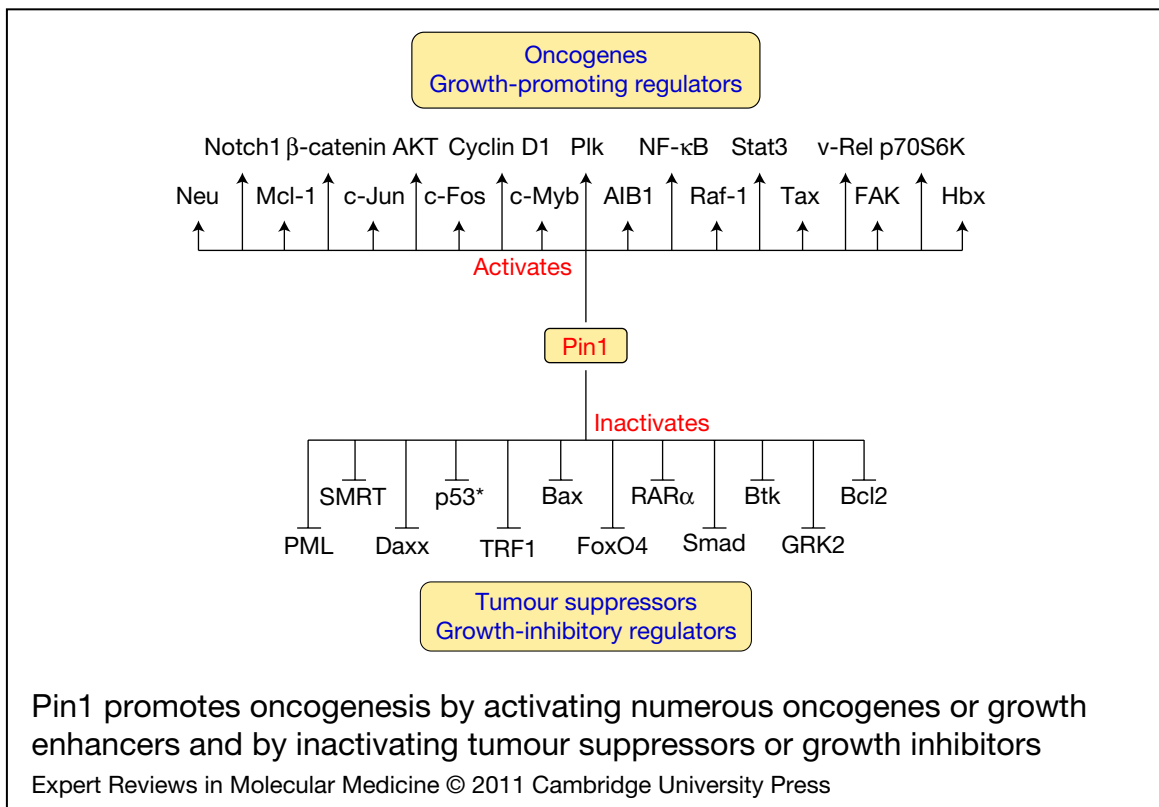 Oncogenes
Growth-promoting regulators
Notch1 β-catenin AKT Cyclin D1 Plk NF-κB Stat3 v-Rel p70S6K
Neu Mcl-1 c-Jun c-Fos c-Myb AIB1 Raf-1 Tax FAK Hbx
Activates
Pin1
Inactivates
SMRT p53* Bax RARα Btk Bcl2
PML Daxx TRF1 FoxO4 Smad GRK2
Tumour suppressors
Growth-inhibitory regulators
Pin1 promotes oncogenesis by activating numerous oncogenes or growth
enhancers and by inactivating tumour suppressors or growth inhibitors
Expert Reviews in Molecular Medicine © 2011 Cambridge University Press